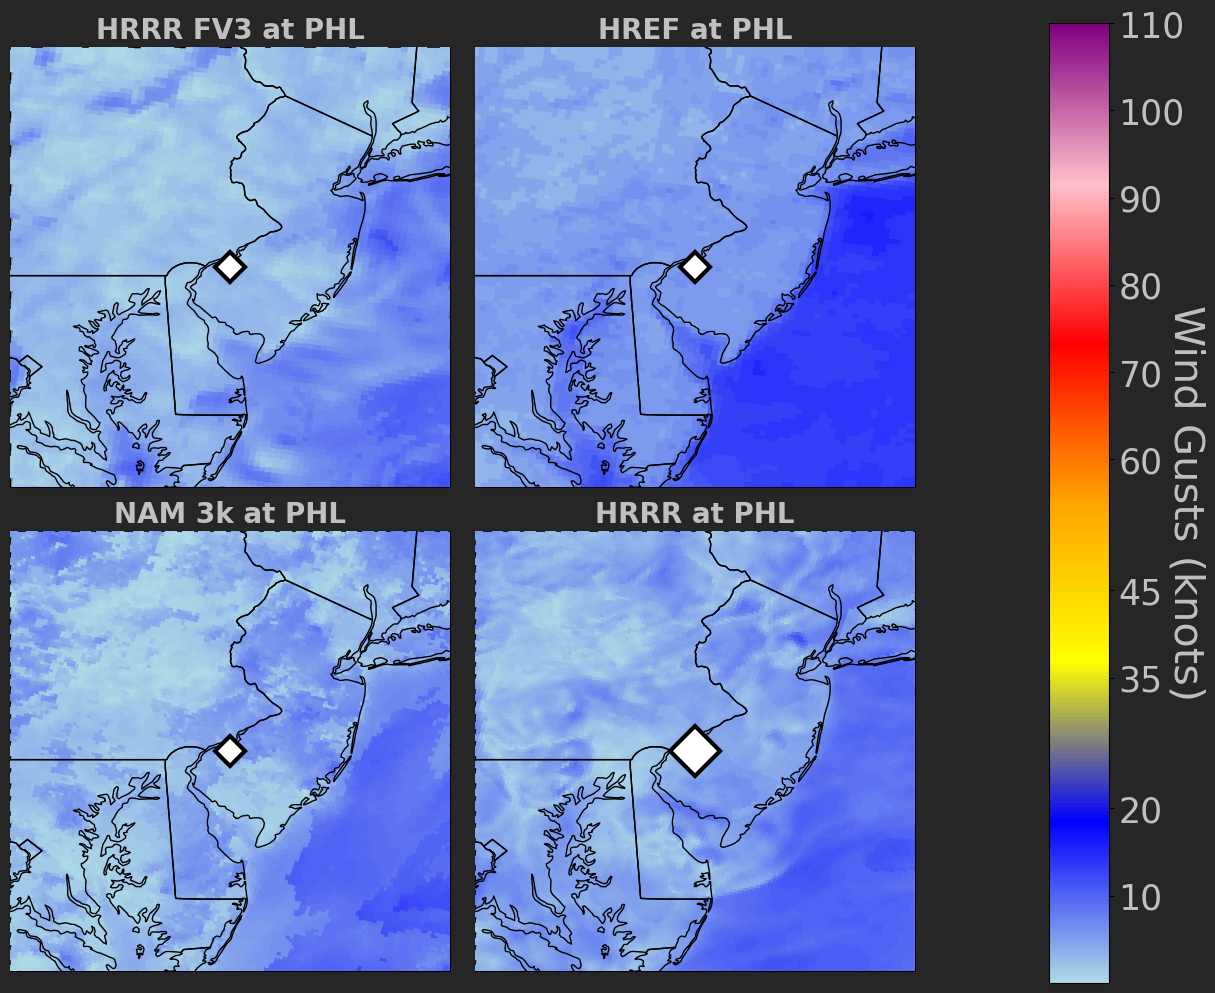 HRRR FV3 at PHL
HREF at PHL
NAM 3k at PHL
HRRR at PHL
110
100
90
80
70
60
45
35
20
10
Wind Gusts (knots)